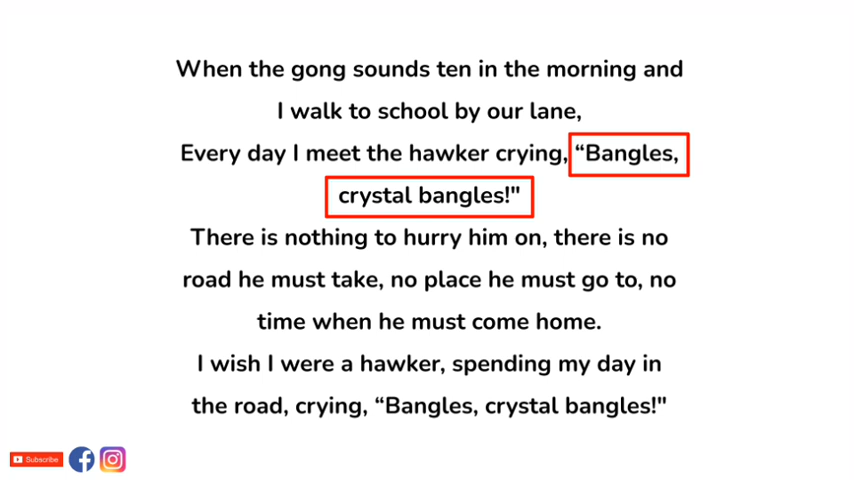 When the gong sounds ten in the morning and
I walk to school by our lane,
Every day I meet the hawker crying, “Bangles,
crystal bangles!"
There is nothing to hurry him on, there is no
road he must take, no place he must go to, no
time when he must come home.
I wish I were a hawker, spending my day in
the road, crying, “Bangles, crystal bangles!"
Subscribe